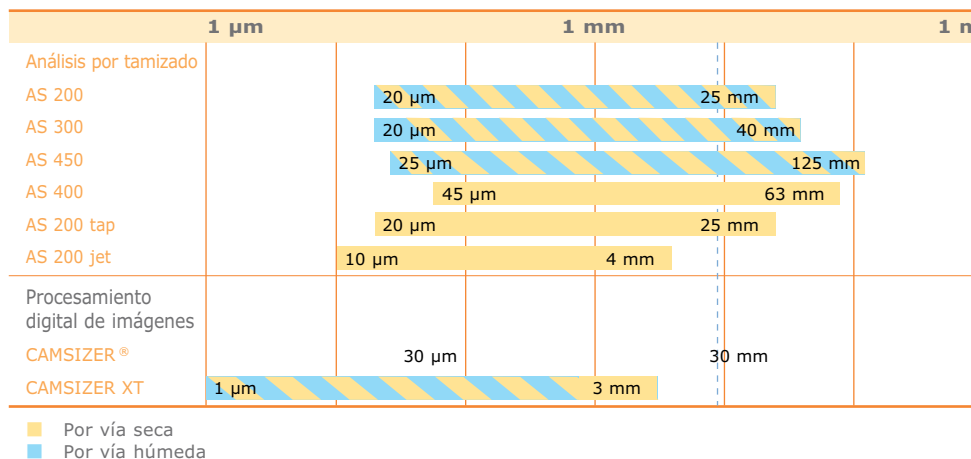 1 µm 1 mm 1 m
Análisis por tamizado
AS 200 20 µm 25 mm
AS 300 20 µm 40 mm
AS 450 25 µm 125 mm
AS 400 45 µm 63 mm
AS 200 tap 20 µm 25 mm
AS 200 jet 10 µm 4 mm
Procesamiento
digital de imágenes
CAMSIZER ® 30 µm 30 mm
CAMSIZER XT 1 µm 3 mm
Por vía seca
Por vía húmeda